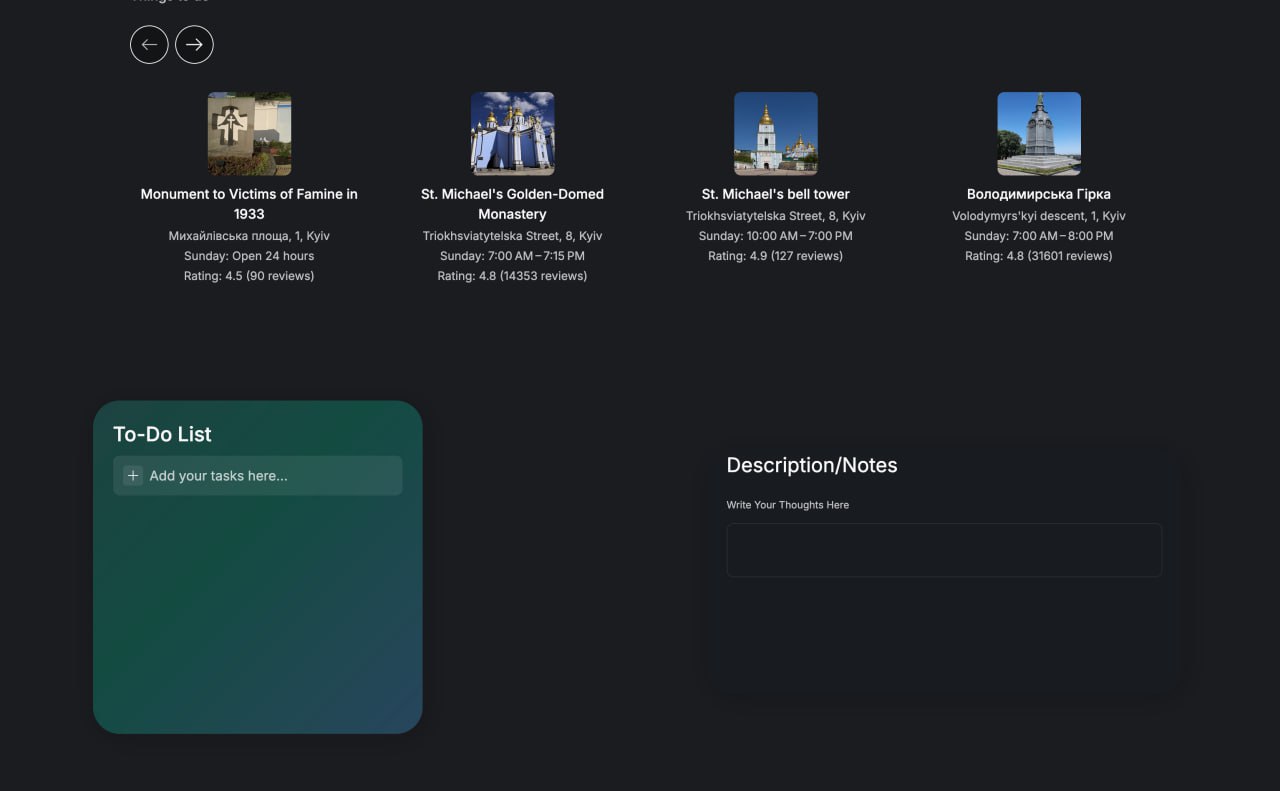 Things to do
Monument to Victims of Famine in
1933
Михайлівська площа, 1, Kyiv
Sunday: Open 24 hours
Rating: 4.5 (90 reviews)
St. Michael's Golden-Domed
Monastery
Triokhsviatytelska Street, 8, Kyiv
Sunday: 7:00 AM – 7:15 PM
Rating: 4.8 (14353 reviews)
St. Michael's bell tower
Triokhsviatytelska Street, 8, Kyiv
Sunday: 10:00 AM – 7:00 PM
Rating: 4.9 (127 reviews)
Володимирська Гірка
Volodymyrs'kyi descent, 1, Kyiv
Sunday: 7:00 AM – 8:00 PM
Rating: 4.8 (31601 reviews)
To-Do List
Add your tasks here...
Description/Notes
Write Your Thoughts Here